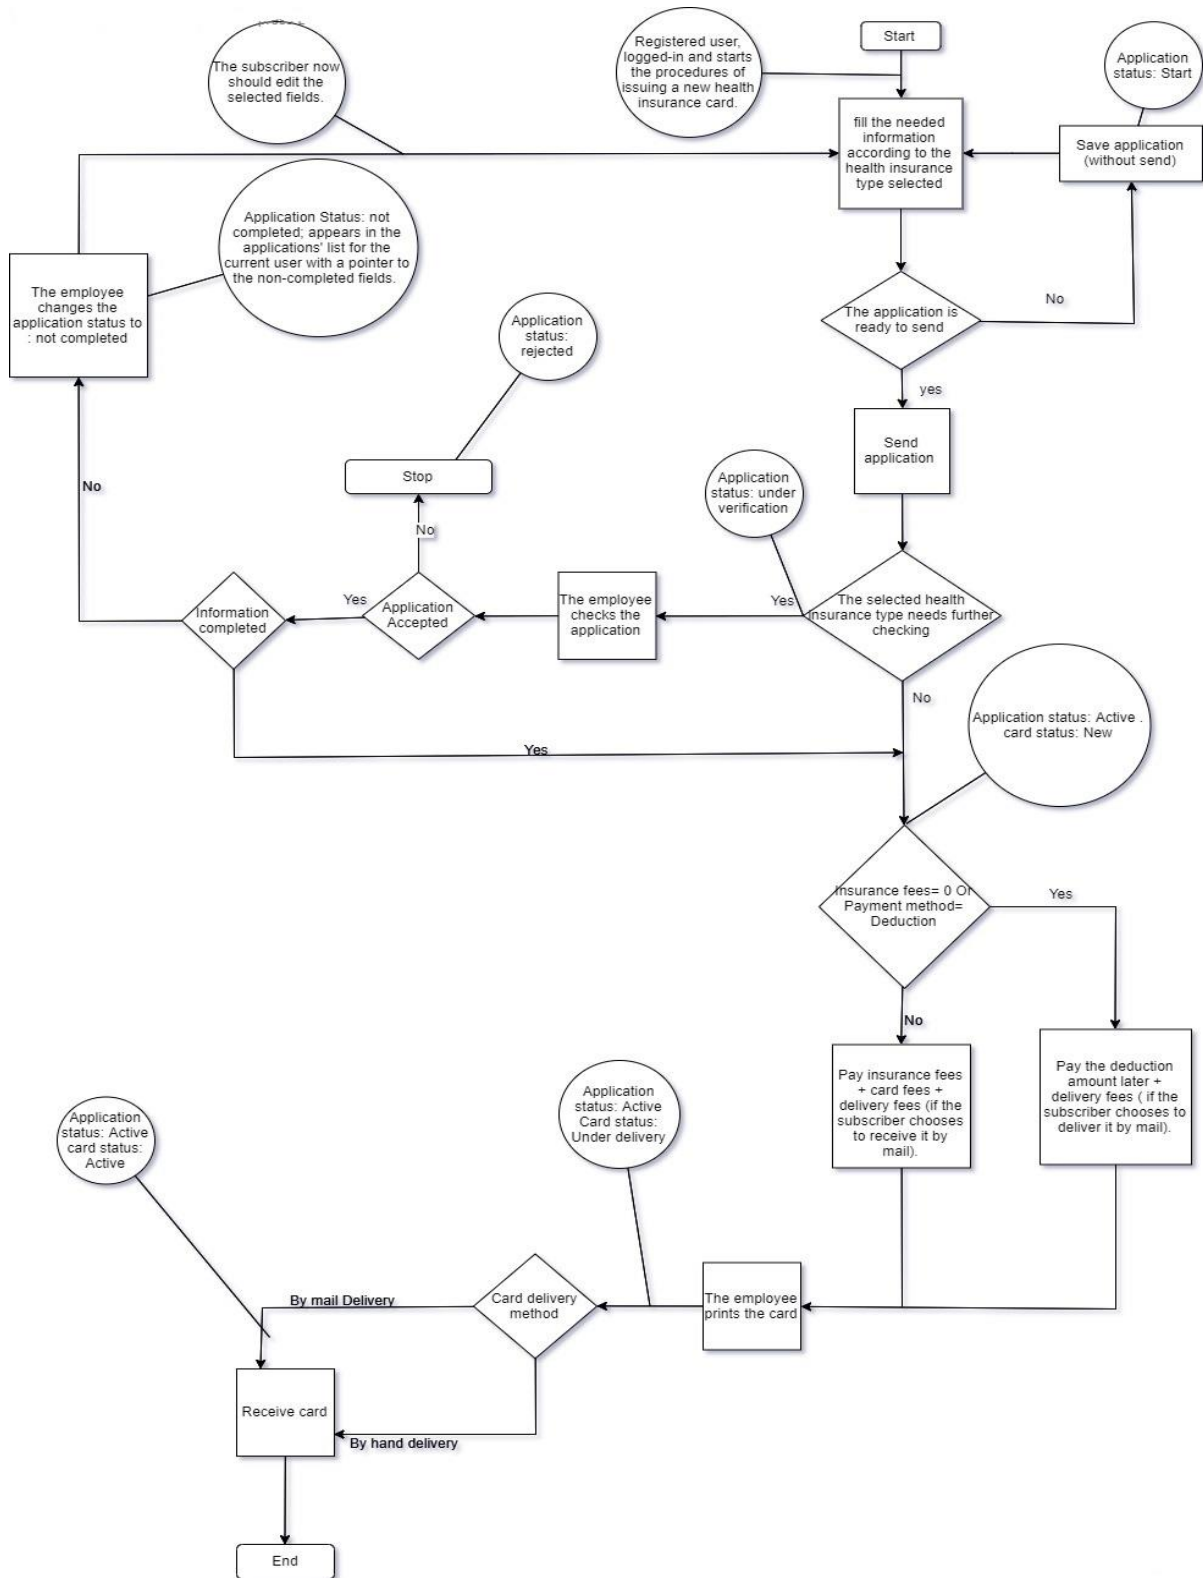 Start
Registered user,
logged-in and starts
the procedures of
issuing a new health
insurance card.
Application
status: Start
The subscriber now
should edit the
selected fields.
fill the needed
information
according to the
health insurance
type selected
Save application
(without send)
Application Status: not
completed; appears in the
applications' list for the
current user with a pointer to
the non-completed fields.
The employee
changes the
application status to
: not completed
No
The application is
ready to send
Application
status:
rejected
yes
Send
application
Stop
Application
status: under
verification
No
No
The selected health
insurance type needs further
checking
Yes
The employee
checks the
application
Application
Accepted
Yes
Information
completed
No
Application status: Active .
card status: New
Yes
Insurance fees= 0 Or
Payment method=
Deduction
Yes
No
Pay insurance fees
+ card fees +
delivery fees (if the
subscriber chooses
to receive it by
mail).
Pay the deduction
amount later +
delivery fees ( if the
subscriber chooses to
deliver it by mail).
Application
status: Active
Card status:
Under delivery
Application
status: Active
card status:
Active
The employee
prints the card
Card delivery
method
By mail Delivery
By hand delivery
Receive card
End